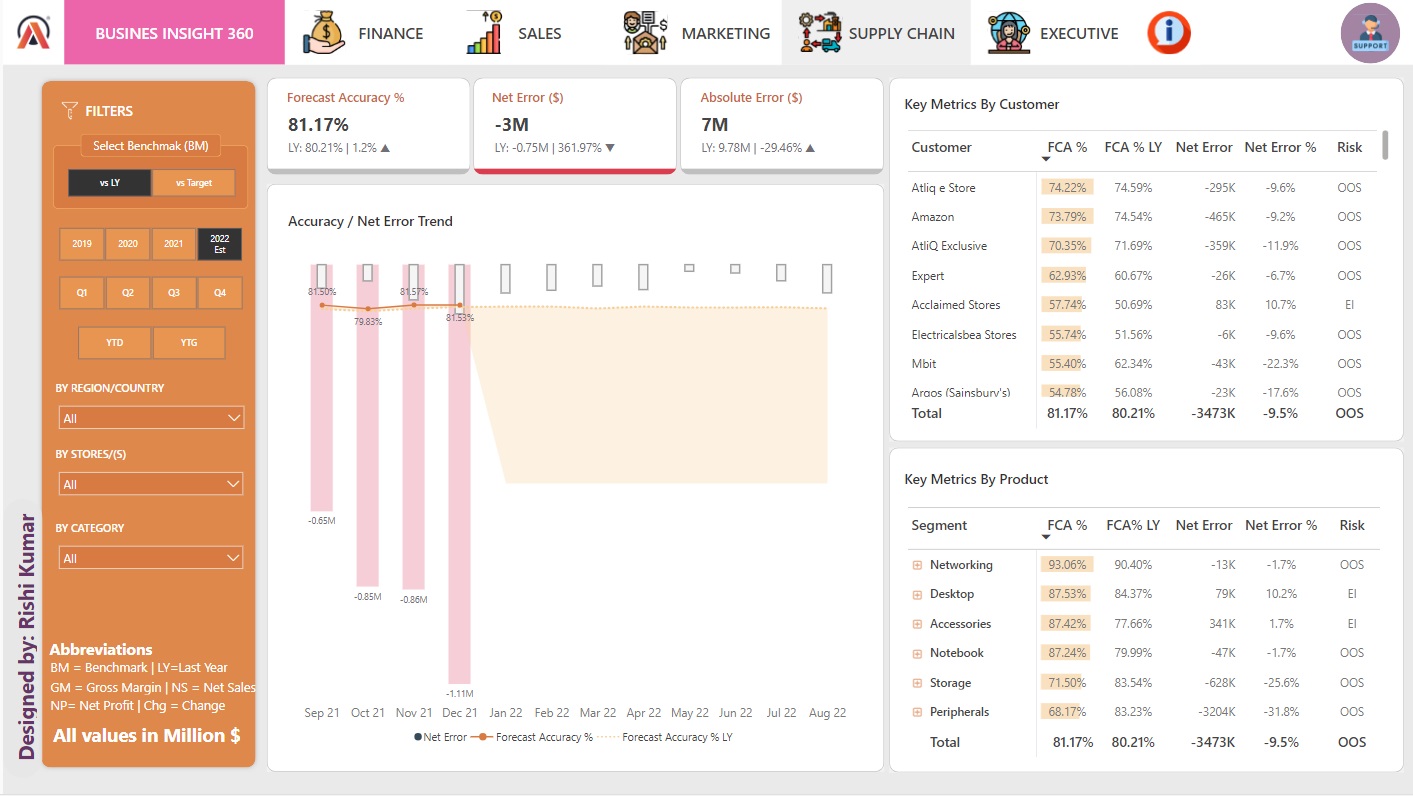 BUSINES INSIGHT 360
FINANCE
SALES
MARKETING
SUPPLY CHAIN
EXECUTIVE
i
SUPPORT
FILTERS
Select Benchmak (BM)
vs LY
vs Target
2019
2020
2021
2022
Est
Q1
Q2
Q3
Q4
YTD
YTG
BY REGION/COUNTRY
All
BY STORES/(S)
All
BY CATEGORY
All
Abbreviations
BM = Benchmark | LY=Last Year
GM = Gross Margin | NS = Net Sales
NP= Net Profit | Chg = Change
All values in Million $
Designed by: Rishi Kumar
Forecast Accuracy %
81.17%
LY: 80.21% | 1.2% ▲
Net Error ($)
-3M
LY: -0.75M | 361.97% ▼
Absolute Error ($)
7M
LY: 9.78M | -29.46% ▲
Accuracy / Net Error Trend
81.50%
79.83%
81.57%
81.53%
-0.65M
-0.85M
-0.86M
-1.11M
Sep 21 Oct 21 Nov 21 Dec 21 Jan 22 Feb 22 Mar 22 Apr 22 May 22 Jun 22 Jul 22 Aug 22
Net Error Forecast Accuracy % Forecast Accuracy % LY
Key Metrics By Customer
Customer FCA % FCA % LY Net Error Net Error % Risk
Atliq e Store 74.22% 74.59% -295K -9.6% OOS
Amazon 73.79% 74.54% -465K -9.2% OOS
AtliQ Exclusive 70.35% 71.69% -359K -11.9% OOS
Expert 62.93% 60.67% -26K -6.7% OOS
Acclaimed Stores 57.74% 50.69% 83K 10.7% EI
Electricalsbea Stores 55.74% 51.56% -6K -9.6% OOS
Mbit 55.40% 62.34% -43K -22.3% OOS
Argos (Sainsbury's) 54.78% 56.08% -23K -17.6% OOS
Total 81.17% 80.21% -3473K -9.5% OOS
Key Metrics By Product
Segment FCA % FCA% LY Net Error Net Error % Risk
Networking 93.06% 90.40% -13K -1.7% OOS
Desktop 87.53% 84.37% 79K 10.2% EI
Accessories 87.42% 77.66% 341K 1.7% EI
Notebook 87.24% 79.99% -47K -1.7% OOS
Storage 71.50% 83.54% -628K -25.6% OOS
Peripherals 68.17% 83.23% -3204K -31.8% OOS
Total 81.17% 80.21% -3473K -9.5% OOS